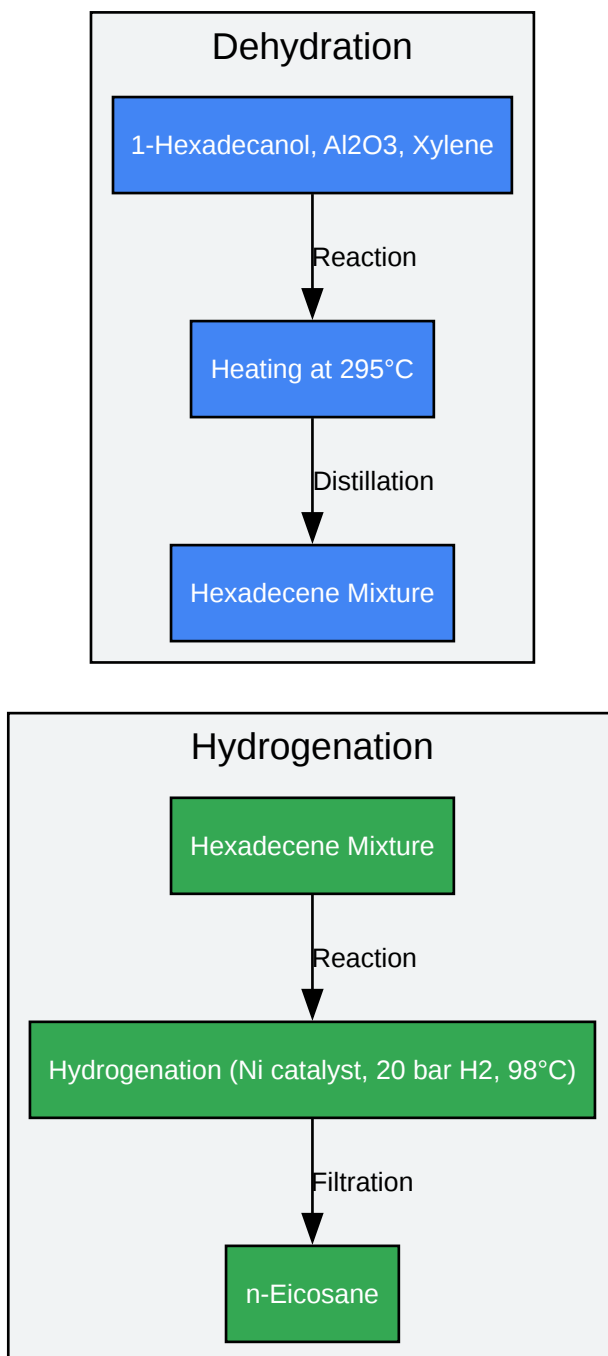 Dehydration
1-Hexadecanol, Al2O3, Xylene
Reaction
Heating at 295°C
Distillation
Hexadecene Mixture
Hydrogenation
Hexadecene Mixture
Reaction
Hydrogenation (Ni catalyst, 20 bar H2, 98°C)
Filtration
n-Eicosane